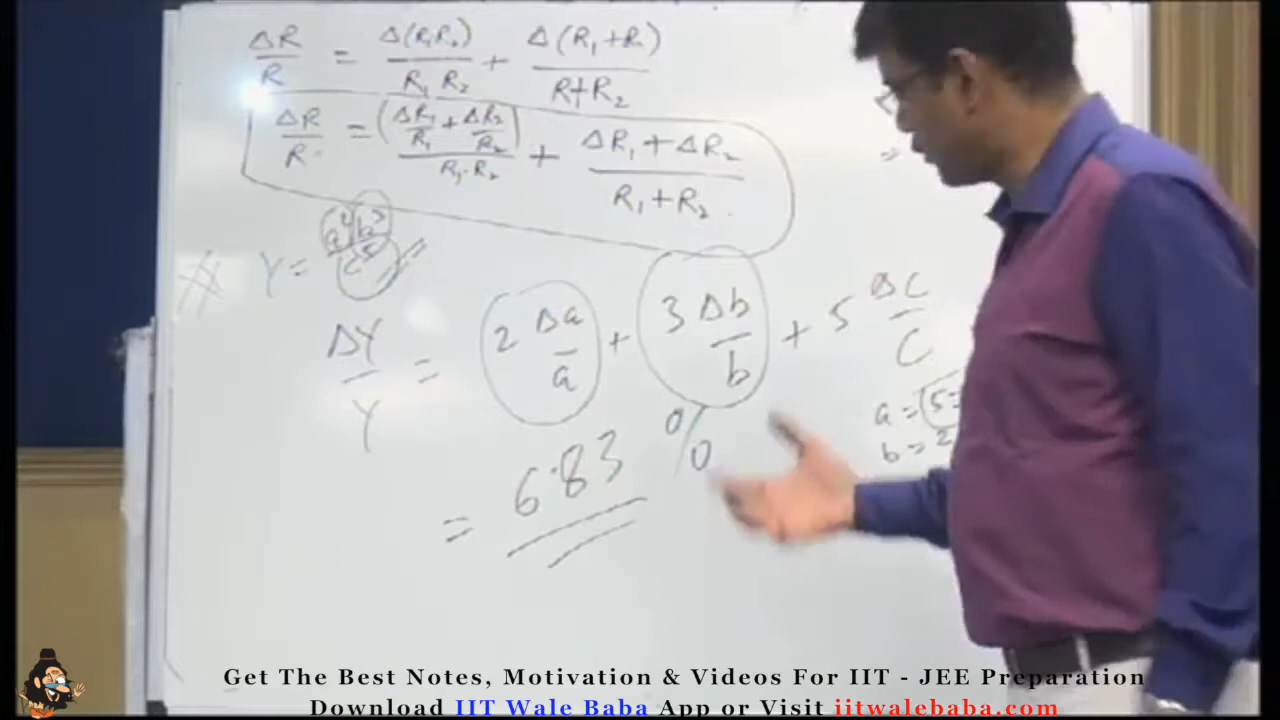 ΔR/R = Δ(R₁R₂)/R₁R₂ + Δ(R₁+R₂)/R+R₂
ΔR/R = (ΔR₁/R₁ + ΔR₂/R₂)/R₁·R₂ + ΔR₁+ΔR₂/R₁+R₂
Y =
ΔY/Y = 2 Δa/a + 3 Δb/b + 5 ΔC/C
a = (5=
b = 2
= 6.83 %
Get The Best Notes, Motivation & Videos For IIT - JEE Preparation
Download IIT Wale Baba App or Visit iitwalebaba.com